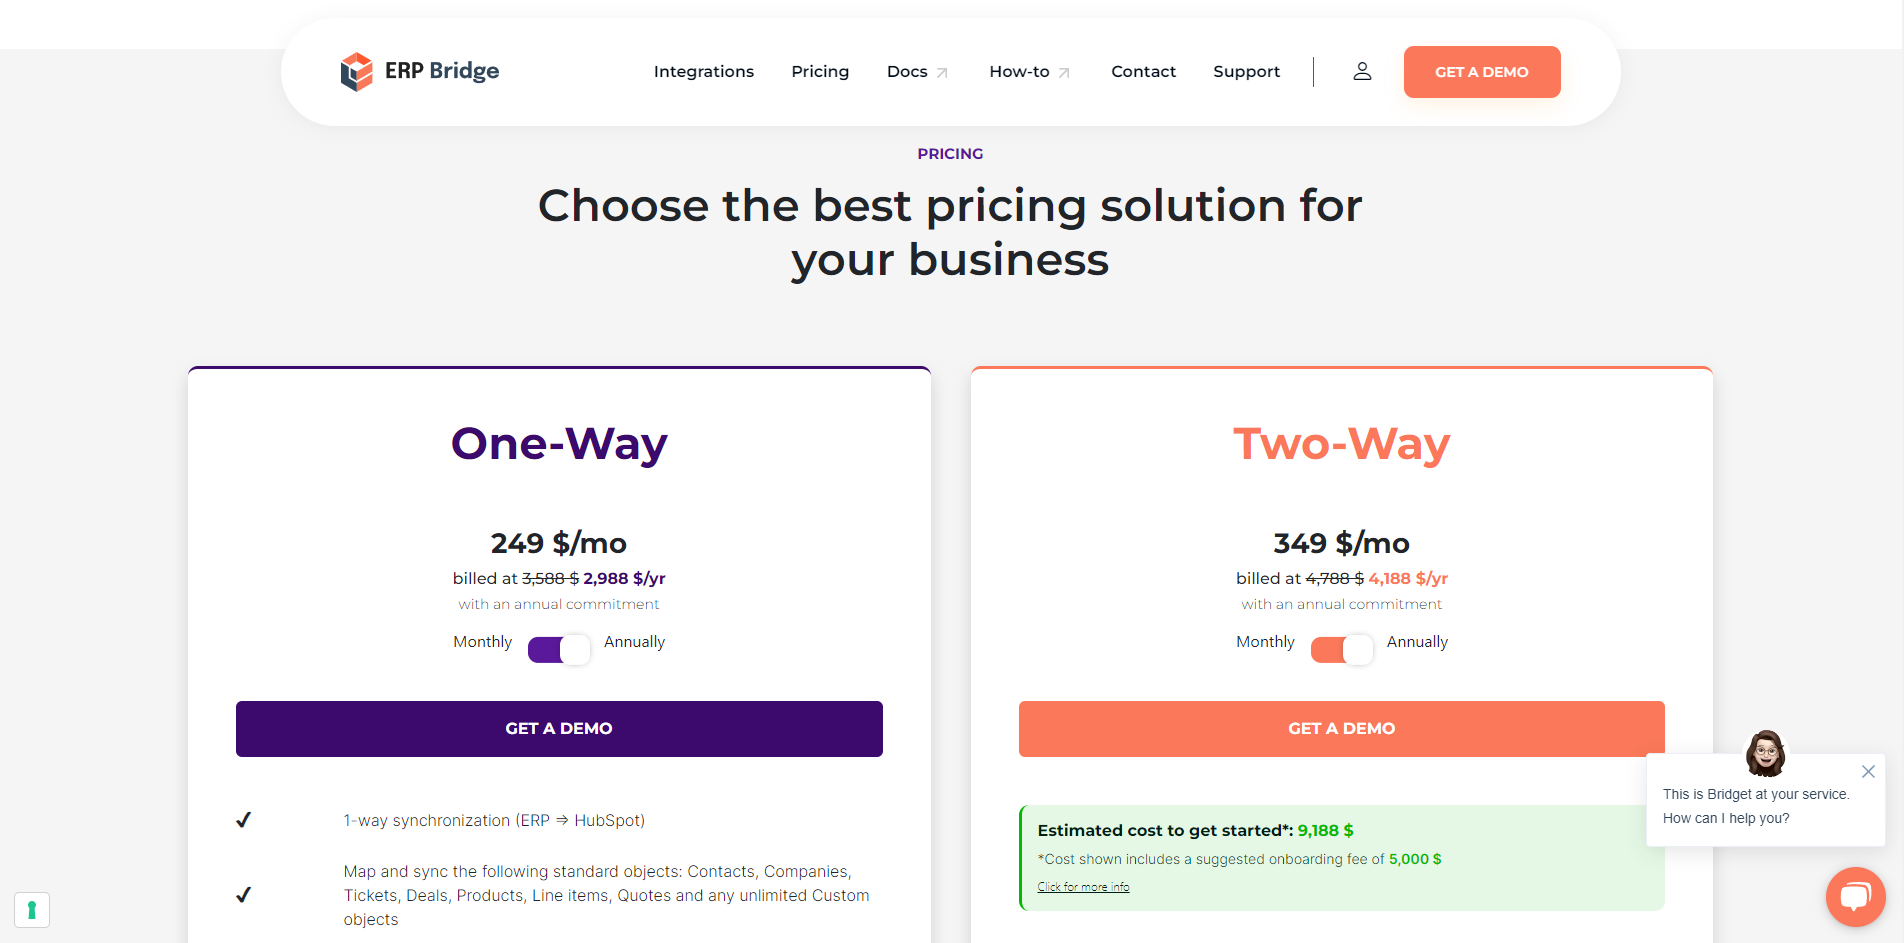 ERP Bridge
Integrations
Pricing
Docs
How-to
Contact
Support
GET A DEMO
PRICING
Choose the best pricing solution for
your business
One-Way
249 $/mo
billed at 3,588 $ 2,988 $/yr
with an annual commitment
Monthly
Annually
GET A DEMO
1-way synchronization (ERP → HubSpot)
Map and sync the following standard objects: Contacts, Companies,
Tickets, Deals, Products, Line items, Quotes and any unlimited Custom
objects
Two-Way
349 $/mo
billed at 4,788 $ 4,188 $/yr
with an annual commitment
Monthly
Annually
GET A DEMO
Estimated cost to get started*: 9,188 $
*Cost shown includes a suggested onboarding fee of 5,000 $
Click for more info
This is Bridget at your service.
How can I help you?